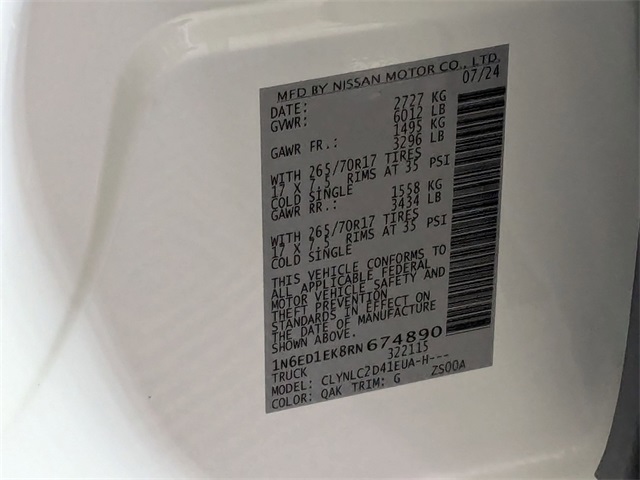 MFD BY NISSAN MOTOR CO., LTD.
DATE: 07/24
GVWR: 2727 KG
6012 LB
GAWR FR.: 1495 KG
3296 LB
WITH 265/70R17 TIRES
17 X 7.5 RIMS AT 35 PSI
COLD SINGLE
GAWR RR.: 1558 KG
3434 LB
WITH 265/70R17 TIRES
17 X 7.5 RIMS AT 35 PSI
COLD SINGLE
THIS VEHICLE CONFORMS TO
ALL APPLICABLE FEDERAL
MOTOR VEHICLE SAFETY AND
THEFT PREVENTION
STANDARDS IN EFFECT ON
THE DATE OF MANUFACTURE
SHOWN ABOVE.
1N6ED1EK8RN674890
TRUCK 322115
MODEL: CLYNLC2D41EUA-H---
COLOR: QAK TRIM: G ZS00A